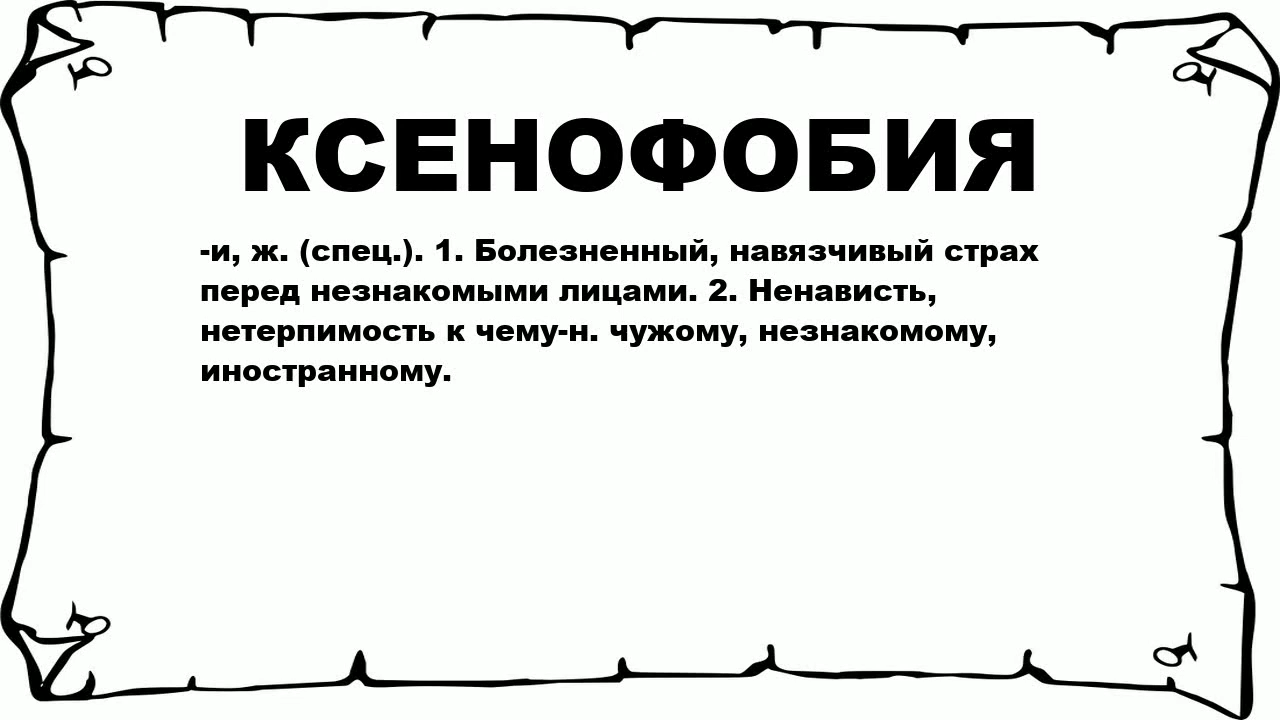 КСЕНОФОБИЯ
-и, ж. (спец.). 1. Болезненный, навязчивый страх
перед незнакомыми лицами. 2. Ненависть,
нетерпимость к чему-н. чужому, незнакомому,
иностранному.